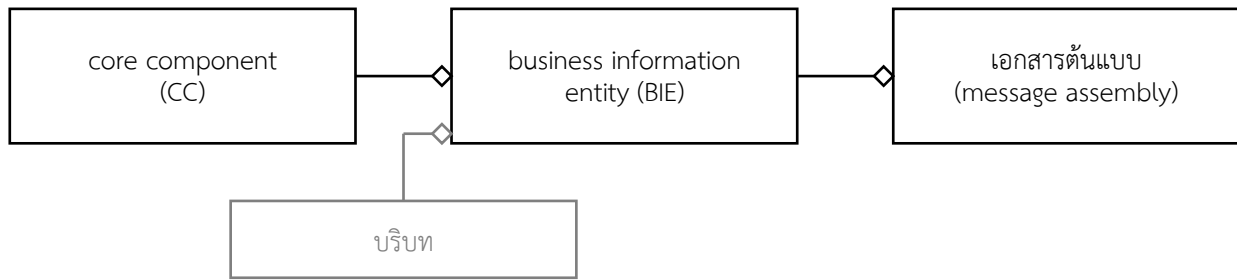 core component
(CC)
business information
entity (BIE)
เอกสารต้นแบบ
(message assembly)
บริบท